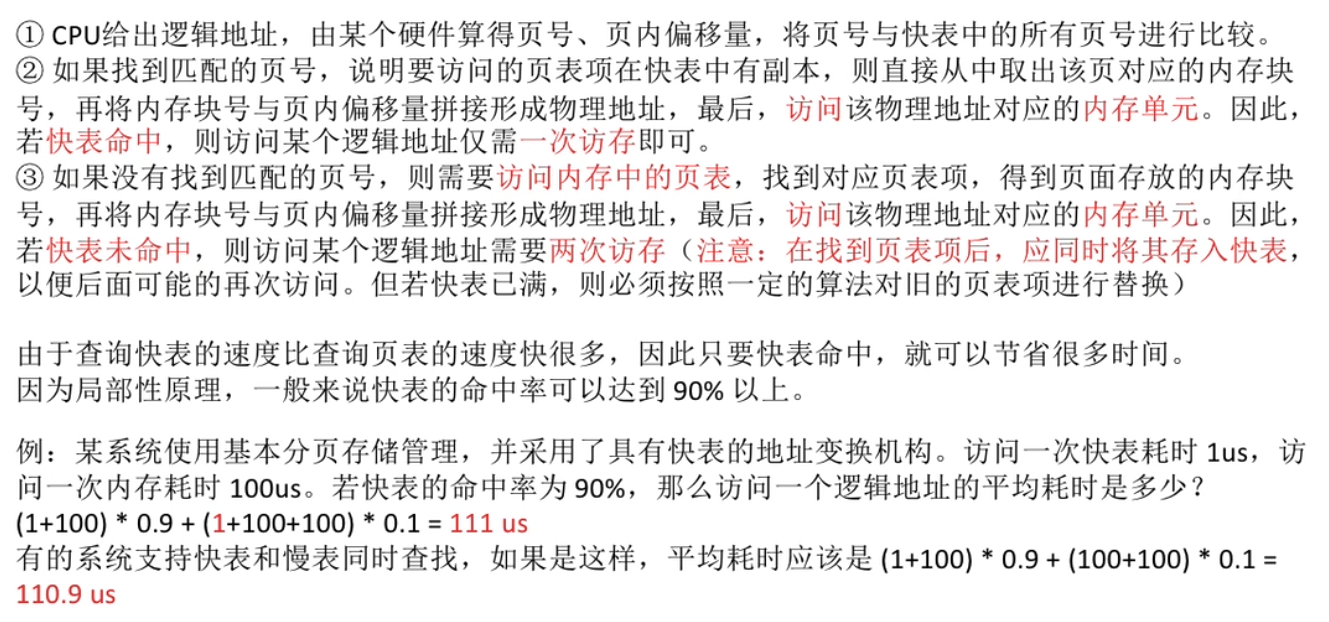 ① CPU给出逻辑地址，由某个硬件算得页号、页内偏移量，将页号与快表中的所有页号进行比较。
② 如果找到匹配的页号，说明要访问的页表项在快表中有副本，则直接从中取出该页对应的内存块
号，再将内存块号与页内偏移量拼接形成物理地址，最后，访问该物理地址对应的内存单元。因此，
若快表命中，则访问某个逻辑地址仅需一次访存即可。
③ 如果没有找到匹配的页号，则需要访问内存中的页表，找到对应页表项，得到页面存放的内存块
号，再将内存块号与页内偏移量拼接形成物理地址，最后，访问该物理地址对应的内存单元。因此，
若快表未命中，则访问某个逻辑地址需要两次访存（注意：在找到页表项后，应同时将其存入快表，
以便后面可能的再次访问。但若快表已满，则必须按照一定的算法对旧的页表项进行替换）
由于查询快表的速度比查询页表的速度快很多，因此只要快表命中，就可以节省很多时间。
因为局部性原理，一般来说快表的命中率可以达到 90% 以上。
例：某系统使用基本分页存储管理，并采用了具有快表的地址变换机构。访问一次快表耗时 1us，访
问一次内存耗时 100us。若快表的命中率为 90%，那么访问一个逻辑地址的平均耗时是多少？
(1+100) * 0.9 + (1+100+100) * 0.1 = 111 us
有的系统支持快表和慢表同时查找，如果是这样，平均耗时应该是 (1+100) * 0.9 + (100+100) * 0.1 =
110.9 us